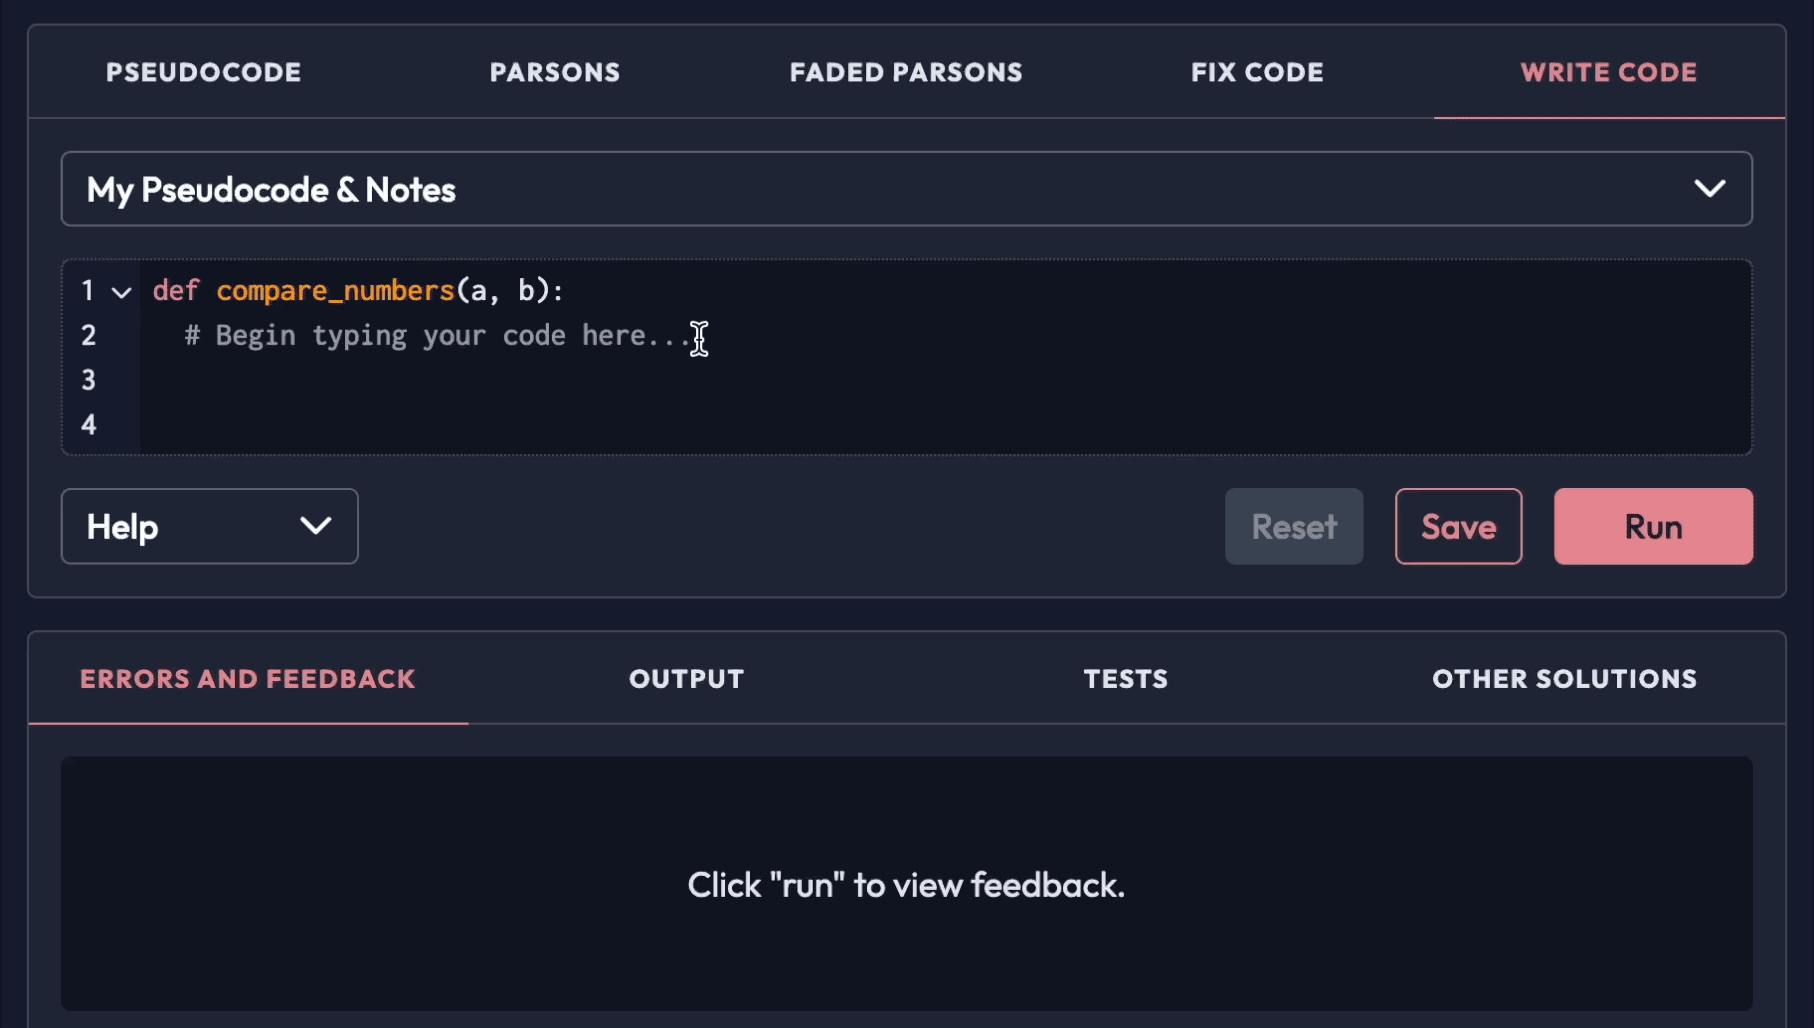 PSEUDOCODE PARSONS FADED PARSONS FIX CODE WRITE CODE
My Pseudocode & Notes
1 def compare_numbers(a, b):
2 # Begin typing your code here...
3
4
Help Reset Save Run
ERRORS AND FEEDBACK OUTPUT TESTS OTHER SOLUTIONS
Click "run" to view feedback.